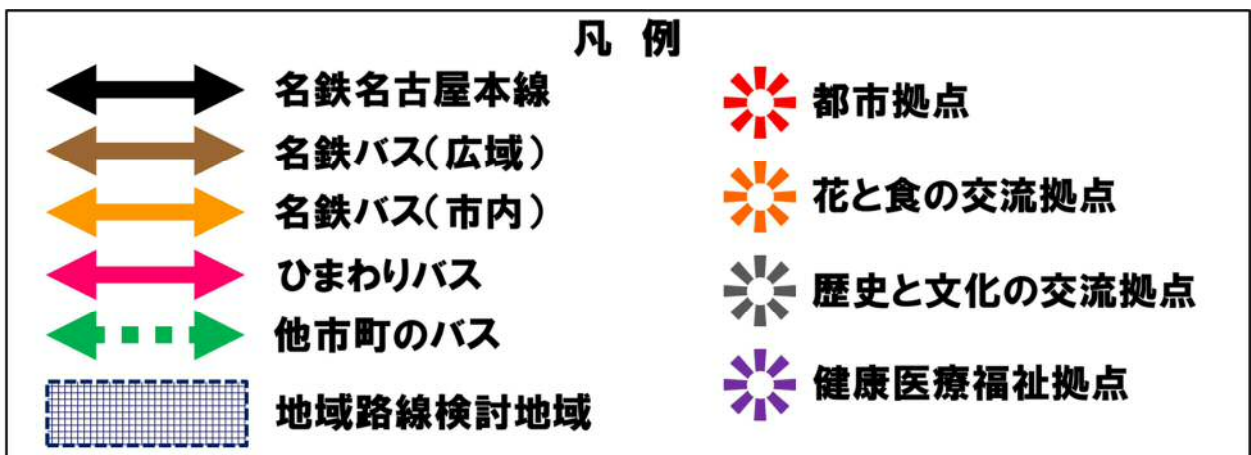 凡 例
名鉄名古屋本線
名鉄バス(広域)
名鉄バス(市内)
ひまわりバス
他市町のバス
地域路線検討地域
都市拠点
花と食の交流拠点
歴史と文化の交流拠点
健康医療福祉拠点